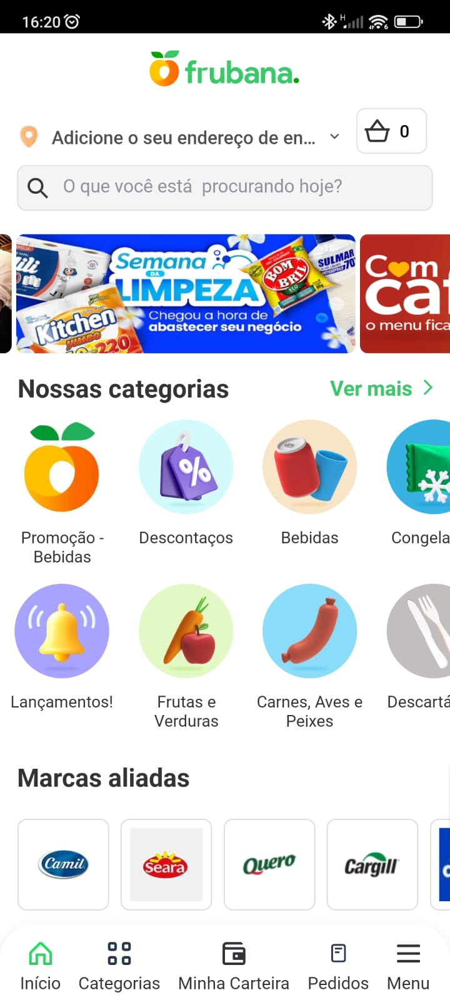 16:20
H
6
frubana.
Adicione o seu endereço de en...
0
O que você está  procurando hoje?
Semana
DA
LIMPEZA
Chegou a hora de
abastecer seu negócio
Kitchen
JUMBO
220
BOM
BRIL
ECO
SULMAR
70°
Com
o menu fica
Nossas categorias
Ver mais
%
Promoção -
Bebidas
Descontaços
Bebidas
Congela
Lançamentos!
Frutas e
Verduras
Carnes, Aves e
Peixes
Descartá
Marcas aliadas
Camil
Seara
Quero
Cargill
Início
Categorias
Minha Carteira
Pedidos
Menu